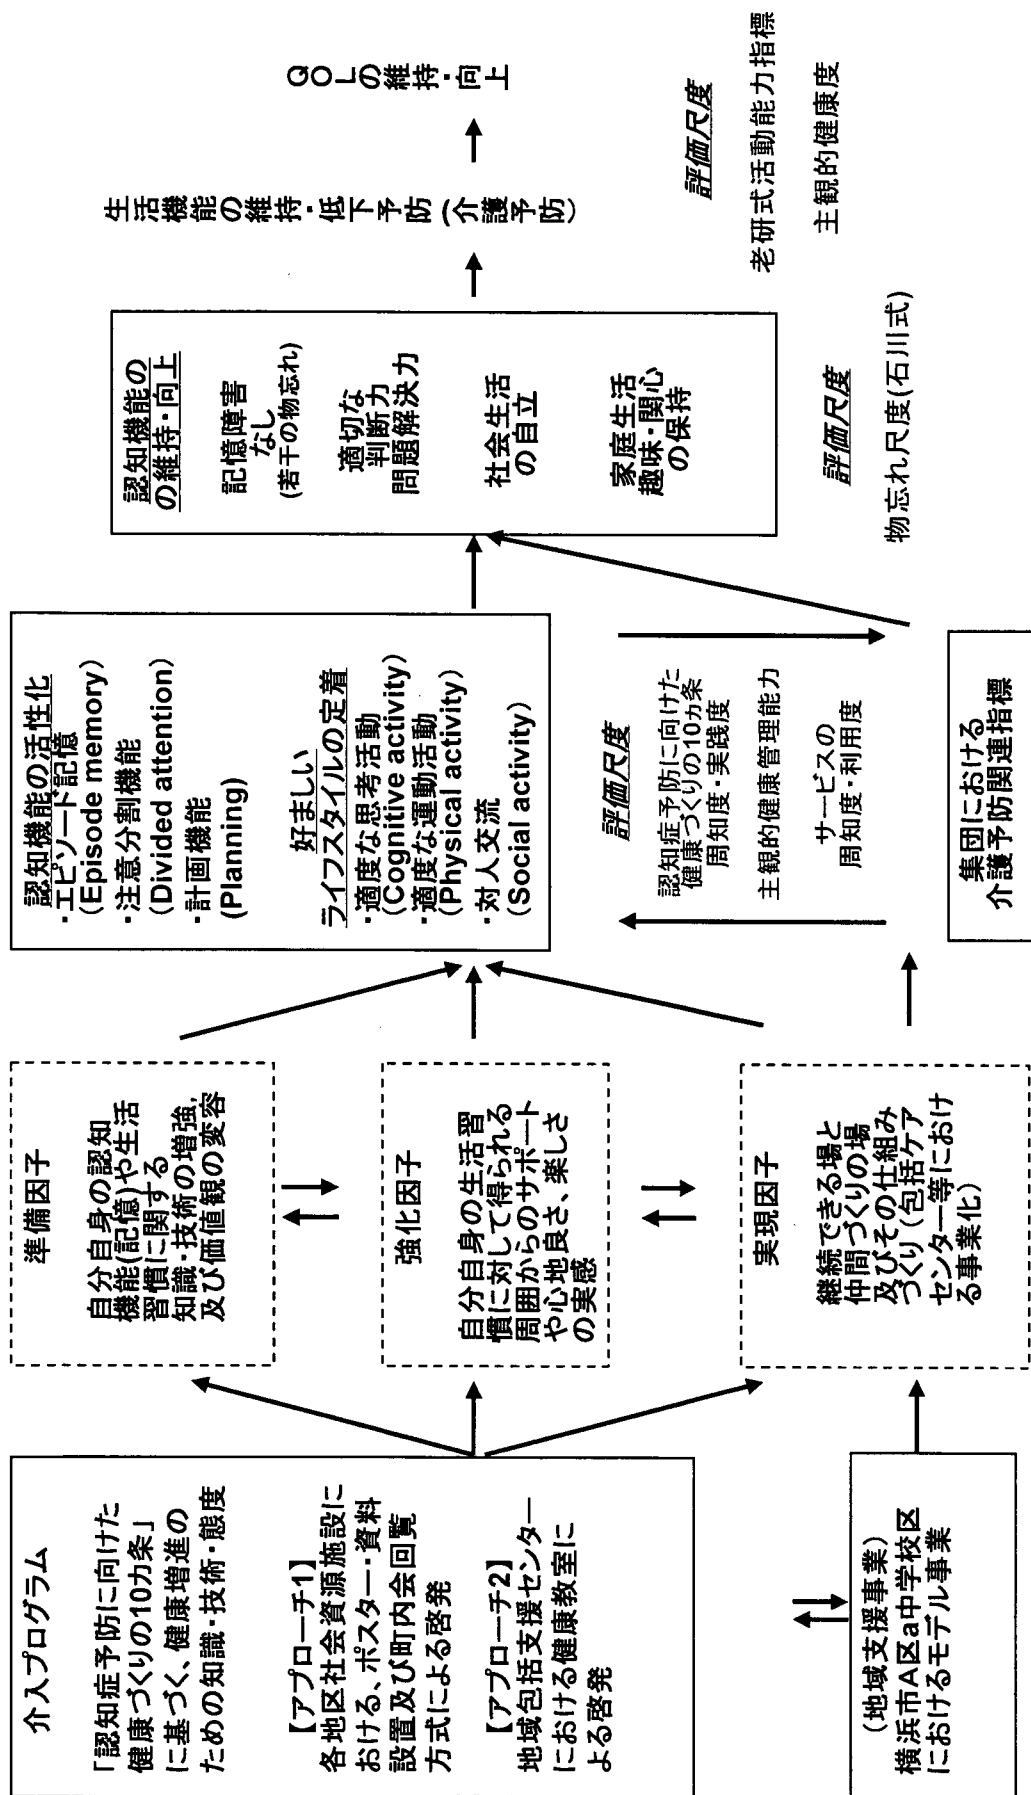 介入プログラム
「認知症予防に向けた
健康づくりの10カ条」
に基づく、健康増進の
ための知識・技術・態度
【アプローチ1】
各地区社会資源施設に
おける、ポスター・資料
設置及び町内会回覧
方式による啓発
【アプローチ2】
地域包括支援センター
における健康教室に
よる啓発
(地域支援事業)
横浜市A区a中学校区
におけるモデル事業
準備因子
自分自身の認知
機能(記憶)や生活
習慣に関する
知識・技術の増強,
及び価値観の変容
強化因子
自分自身の生活習
慣に対して得られる
周囲からのサポート
や心地良さ、楽しさ
の実感
実現因子
継続できる場と
仲間づくりの場
及びその仕組み
づくり(包括ケア
センター等におけ
る事業化)
認知機能の活性化
・エピソード記憶
(Episode memory)
・注意分割機能
(Divided attention)
・計画機能
(Planning)
好ましい
ライフスタイルの定着
・適度な思考活動
(Cognitive activity)
・適度な運動活動
(Physical activity)
・対人交流
(Social activity)
評価尺度
認知症予防に向けた
健康づくりの10ヵ条
周知度・実践度
主観的健康管理能力
サービスの
周知度・利用度
集団における
介護予防関連指標
認知機能の
の維持・向上
記憶障害
なし
(若干の物忘れ)
適切な
判断力
問題解決力
社会生活
の自立
家庭生活
趣味・関心
の保持
評価尺度
物忘れ尺度(石川式)
生活機能の維持・低下予防(介護予防)
QOLの維持・向上
評価尺度
老研式活動能力指標
主観的健康度